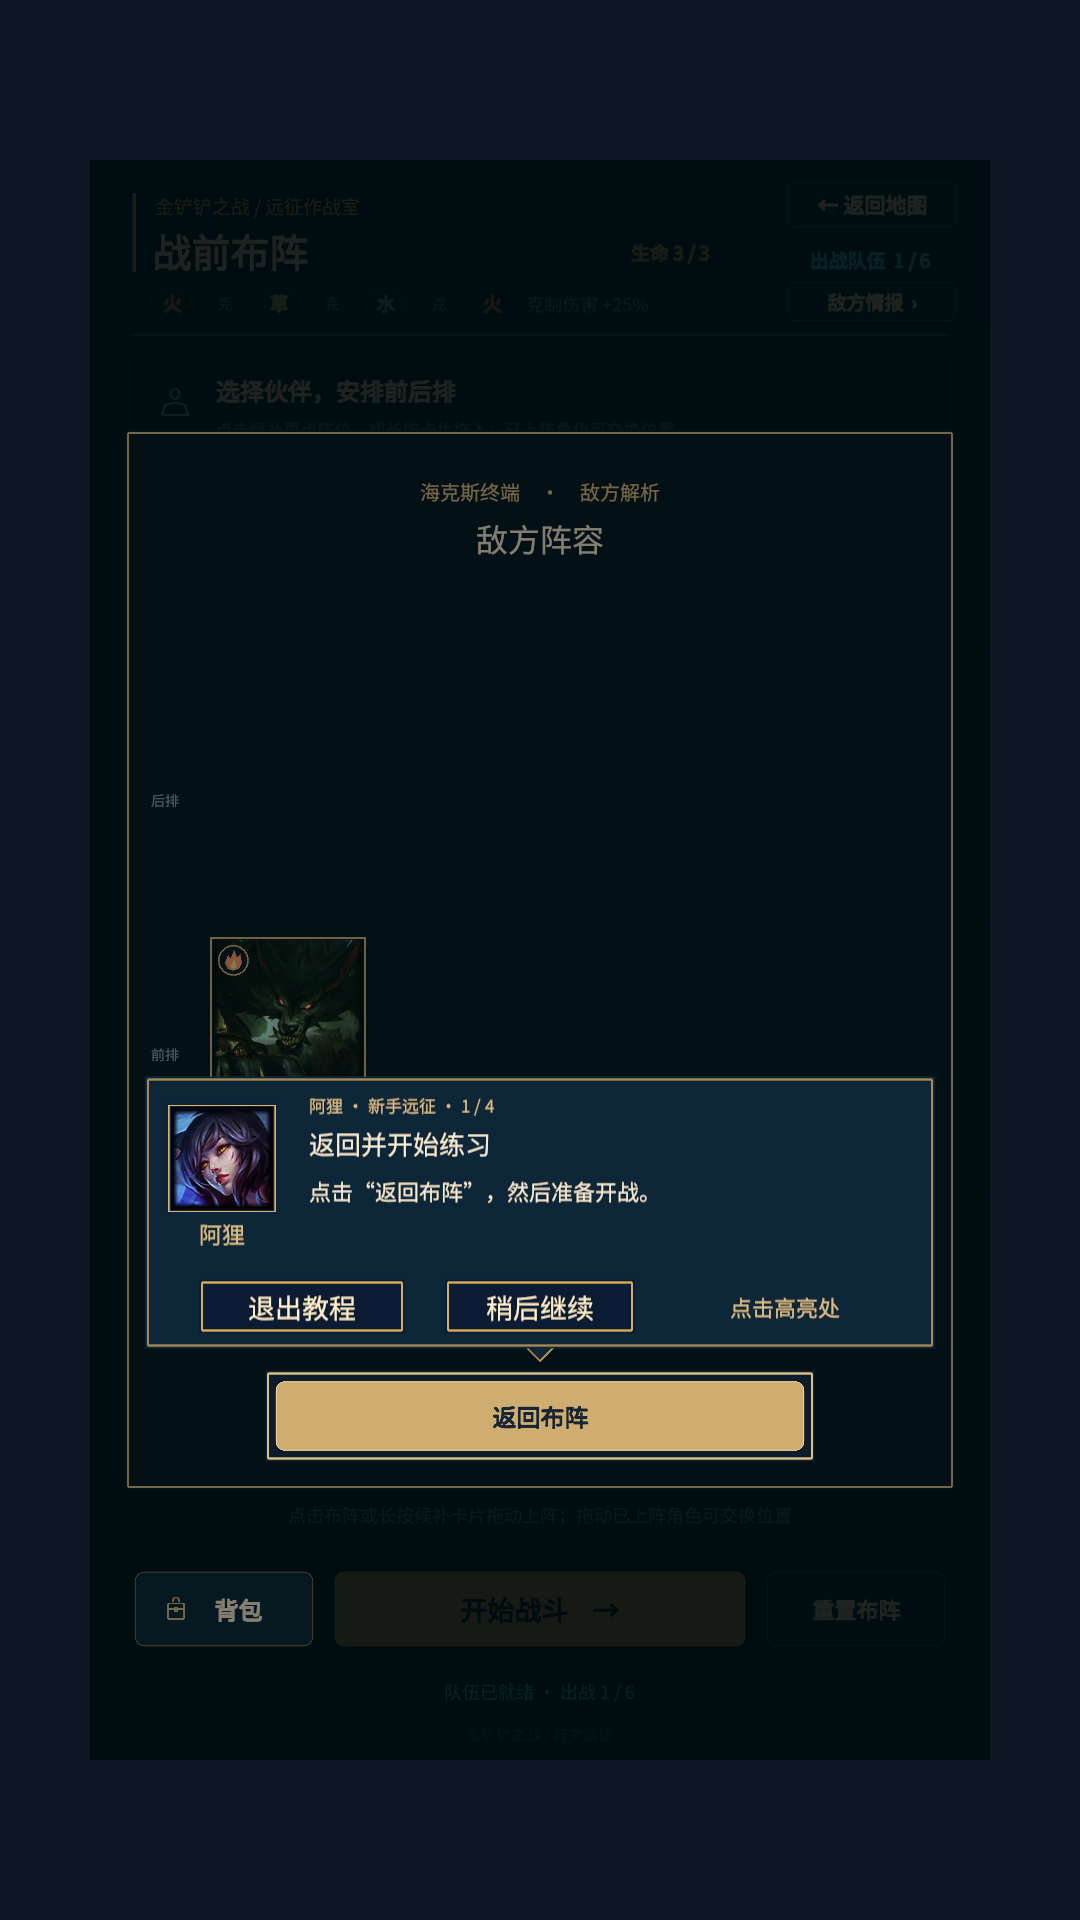 金铲铲之战 / 远征作战室
← 返回地图
战前布阵
生命 3 / 3
出战队伍 1 / 6
火 克 草 克 水 克 火 克制伤害 +25%
敌方情报 ›
选择伙伴，安排前后排
海克斯终端 · 敌方解析
敌方阵容
后排
前排
阿狸 · 新手远征 · 1 / 4
返回并开始练习
点击“返回布阵”，然后准备开战。
阿狸
退出教程
稍后继续
点击高亮处
返回布阵
点击布阵或长按候补卡片拖动上阵；拖动已上阵角色可交换位置
背包
开始战斗 →
重置布阵
队伍已就绪 · 出战 1 / 6